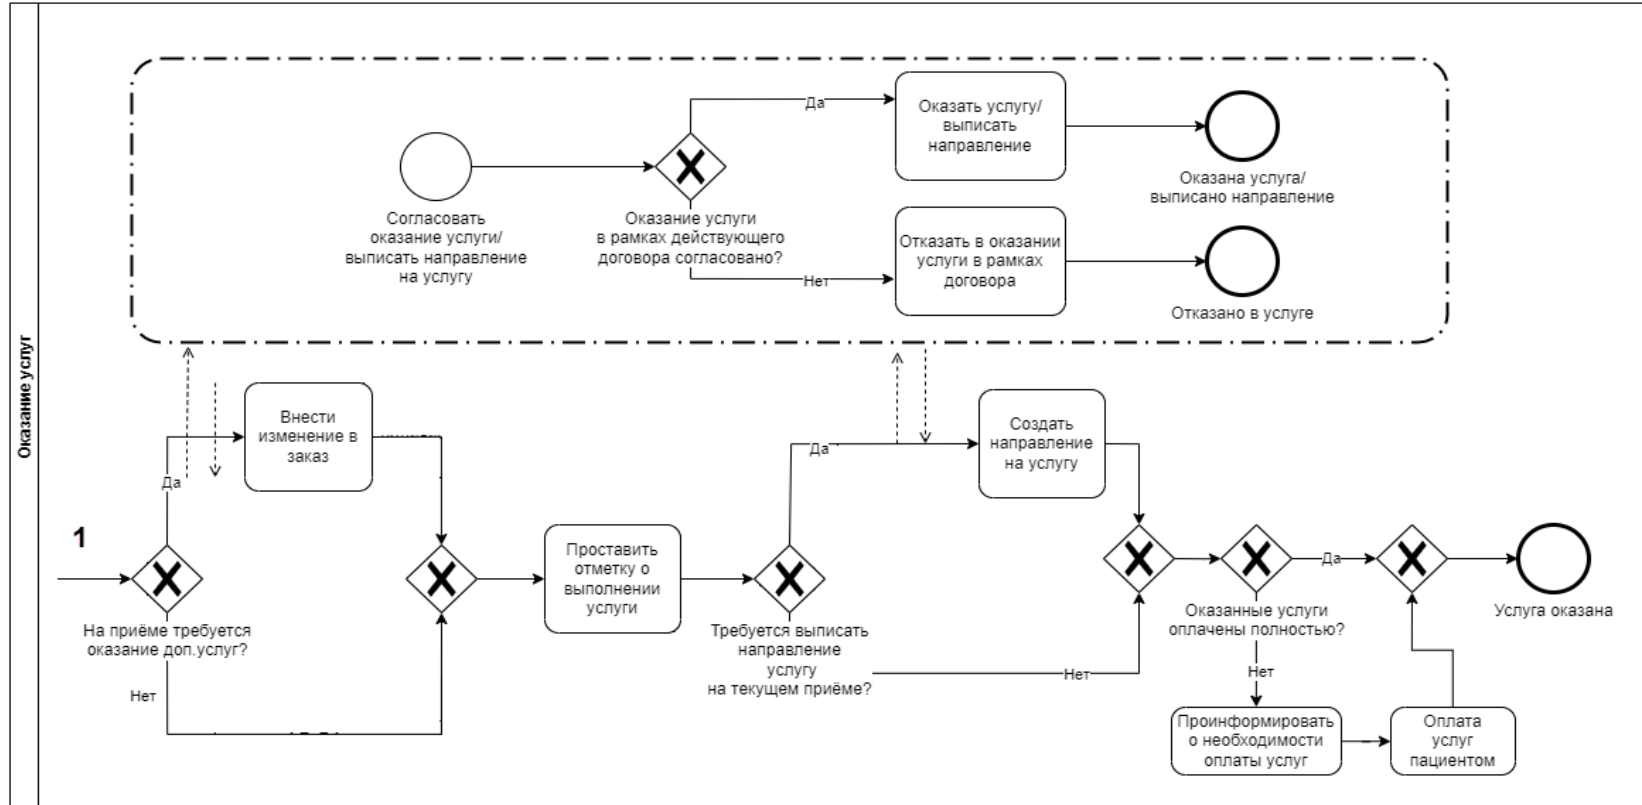 Оказание услуг
Да
Оказать услугу/
выписать
направление
Оказана услуга/
выписано направление
Согласовать
оказание услуги/
выписать направление
на услугу
Оказание услуги
в рамках действующего
договора согласовано?
Нет
Отказать в оказании
услуги в рамках
договора
Отказано в услуге
1
Да
Внести
изменение в
заказ
На приёме требуется
оказание доп.услуг?
Нет
Проставить
отметку о
выполнении
услуги
Да
Требуется выписать
направление
услугу
на текущем приёме?
Нет
Создать
направление
на услугу
Да
Оказанные услуги
оплачены полностью?
Нет
Проинформировать
о необходимости
оплаты услуг
Оплата
услуг
пациентом
Услуга оказана